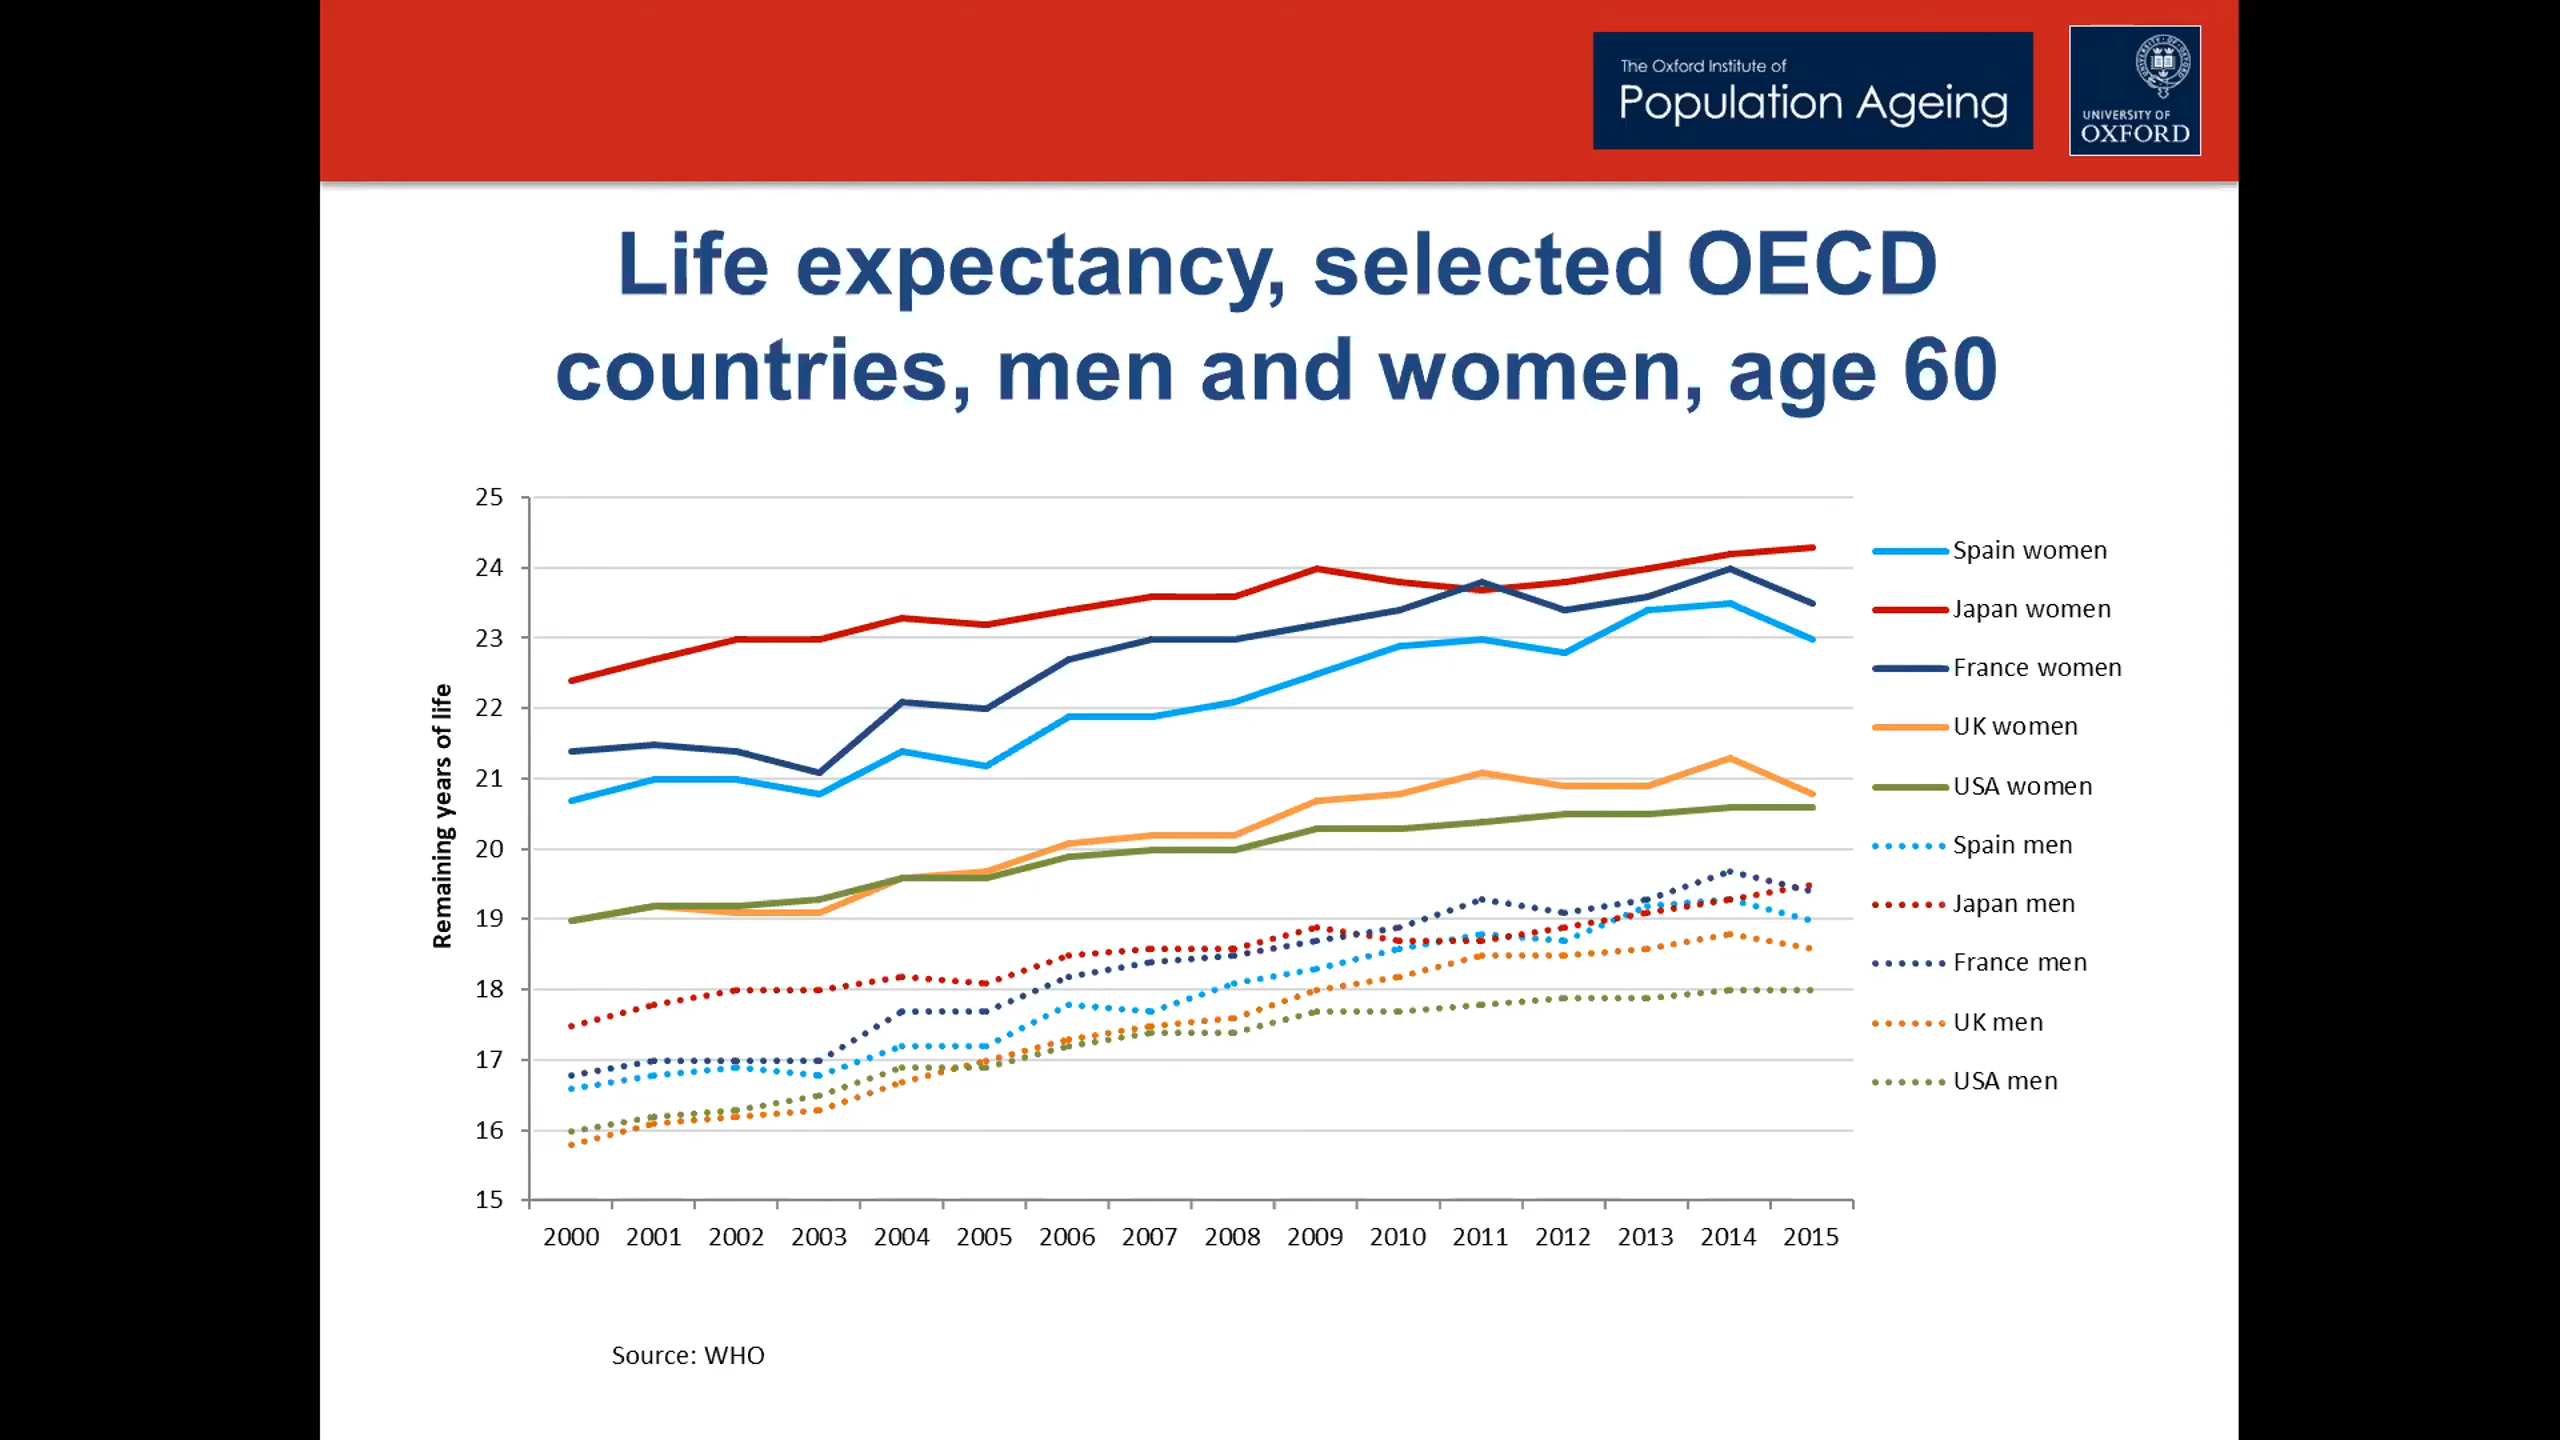 The Oxford Institute of
Population Ageing
UNIVERSITY OF
OXFORD
Life expectancy, selected OECD
countries, men and women, age 60
Remaining years of life
25
24
23
22
21
20
19
18
17
16
15
2000 2001 2002 2003 2004 2005 2006 2007 2008 2009 2010 2011 2012 2013 2014 2015
Spain women
Japan women
France women
UK women
USA women
Spain men
Japan men
France men
UK men
USA men
Source: WHO